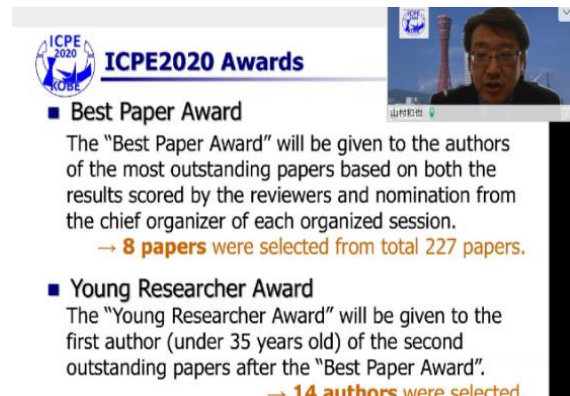 ICPE
2020
KOBE
ICPE2020 Awards
山村和也
■ Best Paper Award
The “Best Paper Award” will be given to the authors
of the most outstanding papers based on both the
results scored by the reviewers and nomination from
the chief organizer of each organized session.
→ 8 papers were selected from total 227 papers.
■ Young Researcher Award
The “Young Researcher Award” will be given to the
first author (under 35 years old) of the second
outstanding papers after the “Best Paper Award”.
→ 14 authors were selected